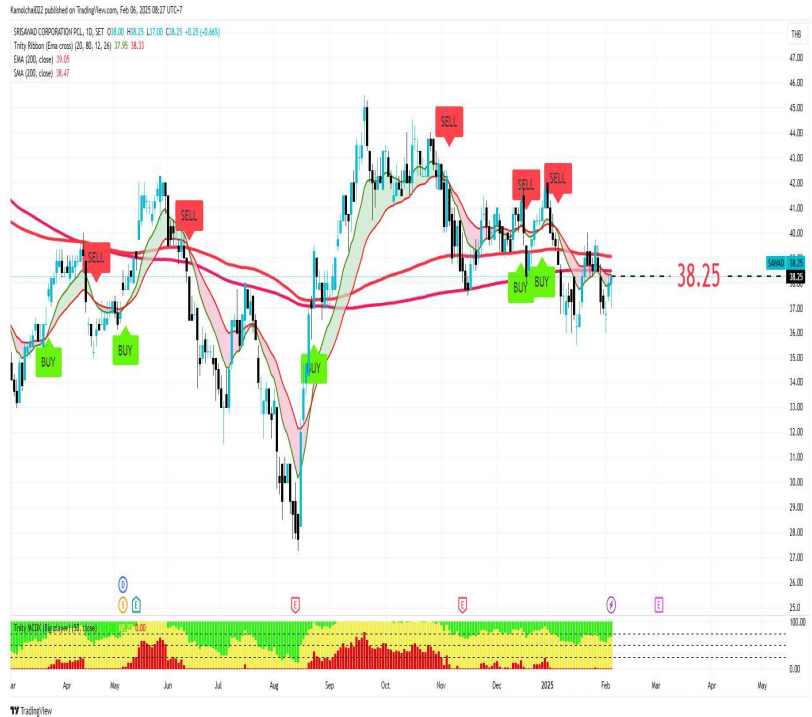 Kamolchai022 published on TradingView.com, Feb 06, 2025 08:27 UTC+7
SRISAWAD CORPORATION PCL, 1D, SET O38.00 H38.25 L37.00 C38.25 +0.25 (+0.66%)
Tnity Ribbon (Ema cross) (20, 80, 12, 26) 37.95 38.33
EMA (200, close) 39.05
SMA (200, close) 38.47
THB
47.00
46.00
45.00
44.00
43.00
42.00
41.00
40.00
SAWAD 38.25
38.25
37.00
36.00
35.00
34.00
33.00
32.00
31.00
30.00
29.00
28.00
27.00
26.00
25.0
SELL
SELL
SELL
SELL
SELL
BUY
BUY
BUY
BUY
BUY
38.25
D
S
E
E
E
E
Tnity MCDX (Big player) (50, close) 0.00
100.00
0.00
ar Apr May Jun Jul Aug Sep Oct Nov Dec 2025 Feb Mar Apr May
TradingView